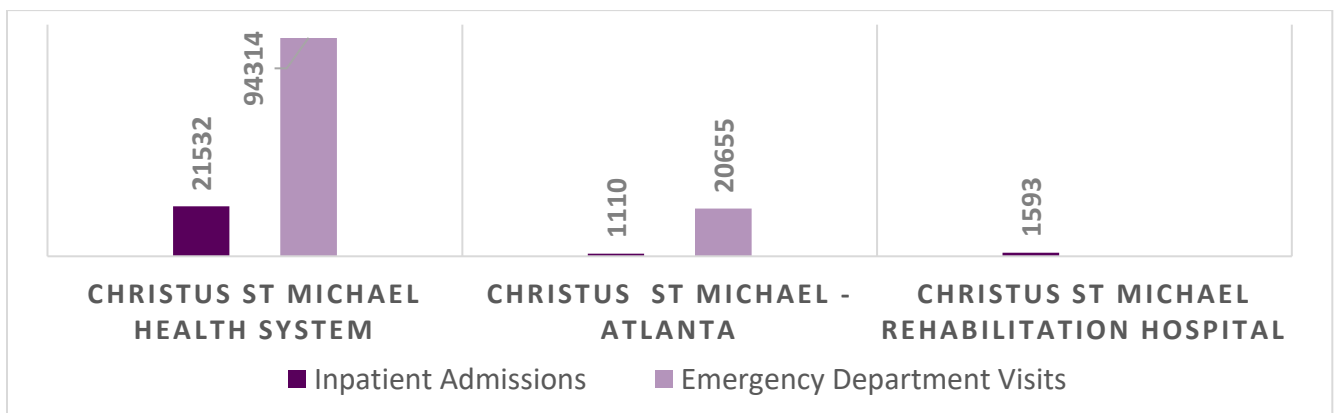 94314
21532
1110
20655
1593
CHRISTUS ST MICHAEL
HEALTH SYSTEM
CHRISTUS ST MICHAEL -
ATLANTA
CHRISTUS ST MICHAEL
REHABILITATION HOSPITAL
Inpatient Admissions
Emergency Department Visits